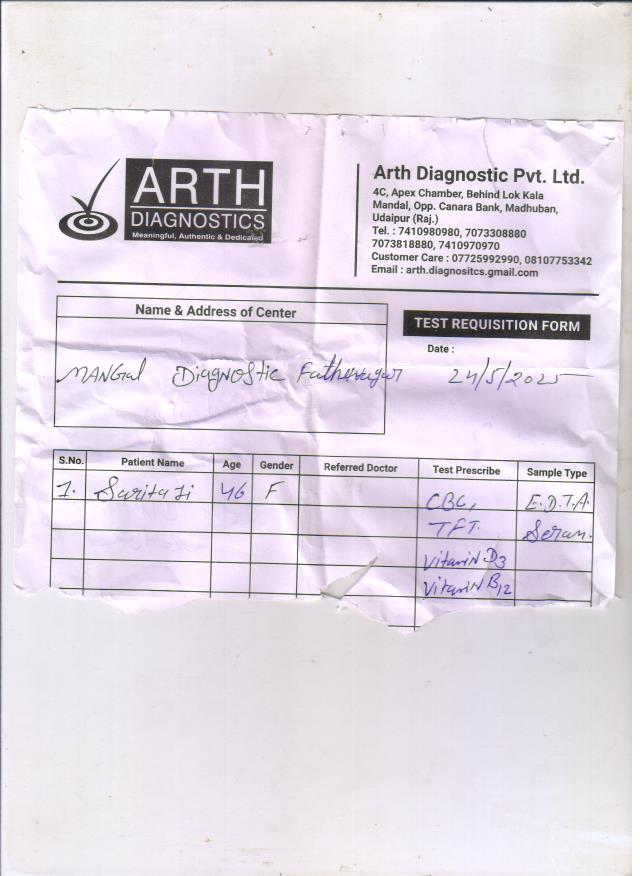 ARTH
DIAGNOSTICS
Meaningful, Authentic & Dedicated
Arth Diagnostic Pvt. Ltd.
4C, Apex Chamber, Behind Lok Kala
Mandal, Opp. Canara Bank, Madhuban,
Udaipur (Raj.)
Tel. : 7410980980, 7073308880
7073818880, 7410970970
Customer Care : 07725992990, 08107753342
Email : arth.diagnositcs.gmail.com
Name & Address of Center
TEST REQUISITION FORM
Date :
MANGal DiagNOStic Fathenagar 24/5/2025
S.No. Patient Name Age Gender Referred Doctor Test Prescribe Sample Type
1. Sarita Ji 46 F CBC, E.D.T.A
TFT. Seram.
VitamiN D3
VitamiN B12